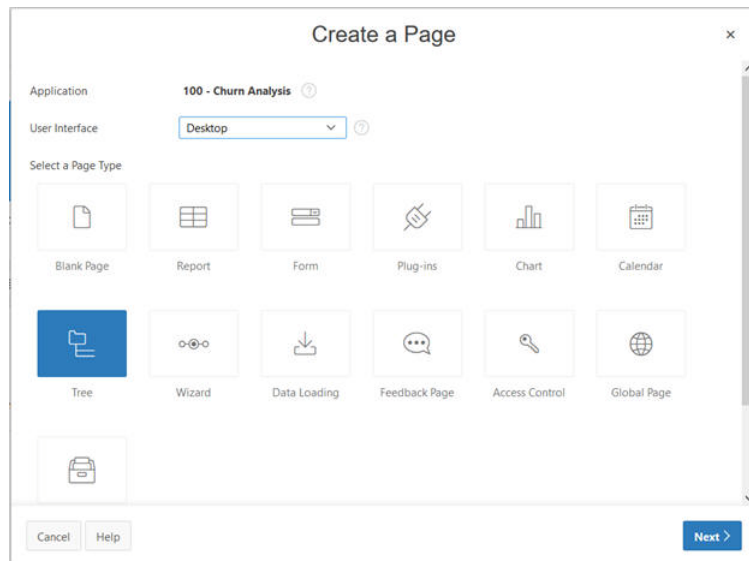 Create a Page
Application 100 - Churn Analysis ?
User Interface Desktop ?
Select a Page Type
Blank Page Report Form Plug-ins Chart Calendar
Tree Wizard Data Loading Feedback Page Access Control Global Page
Cancel Help Next >